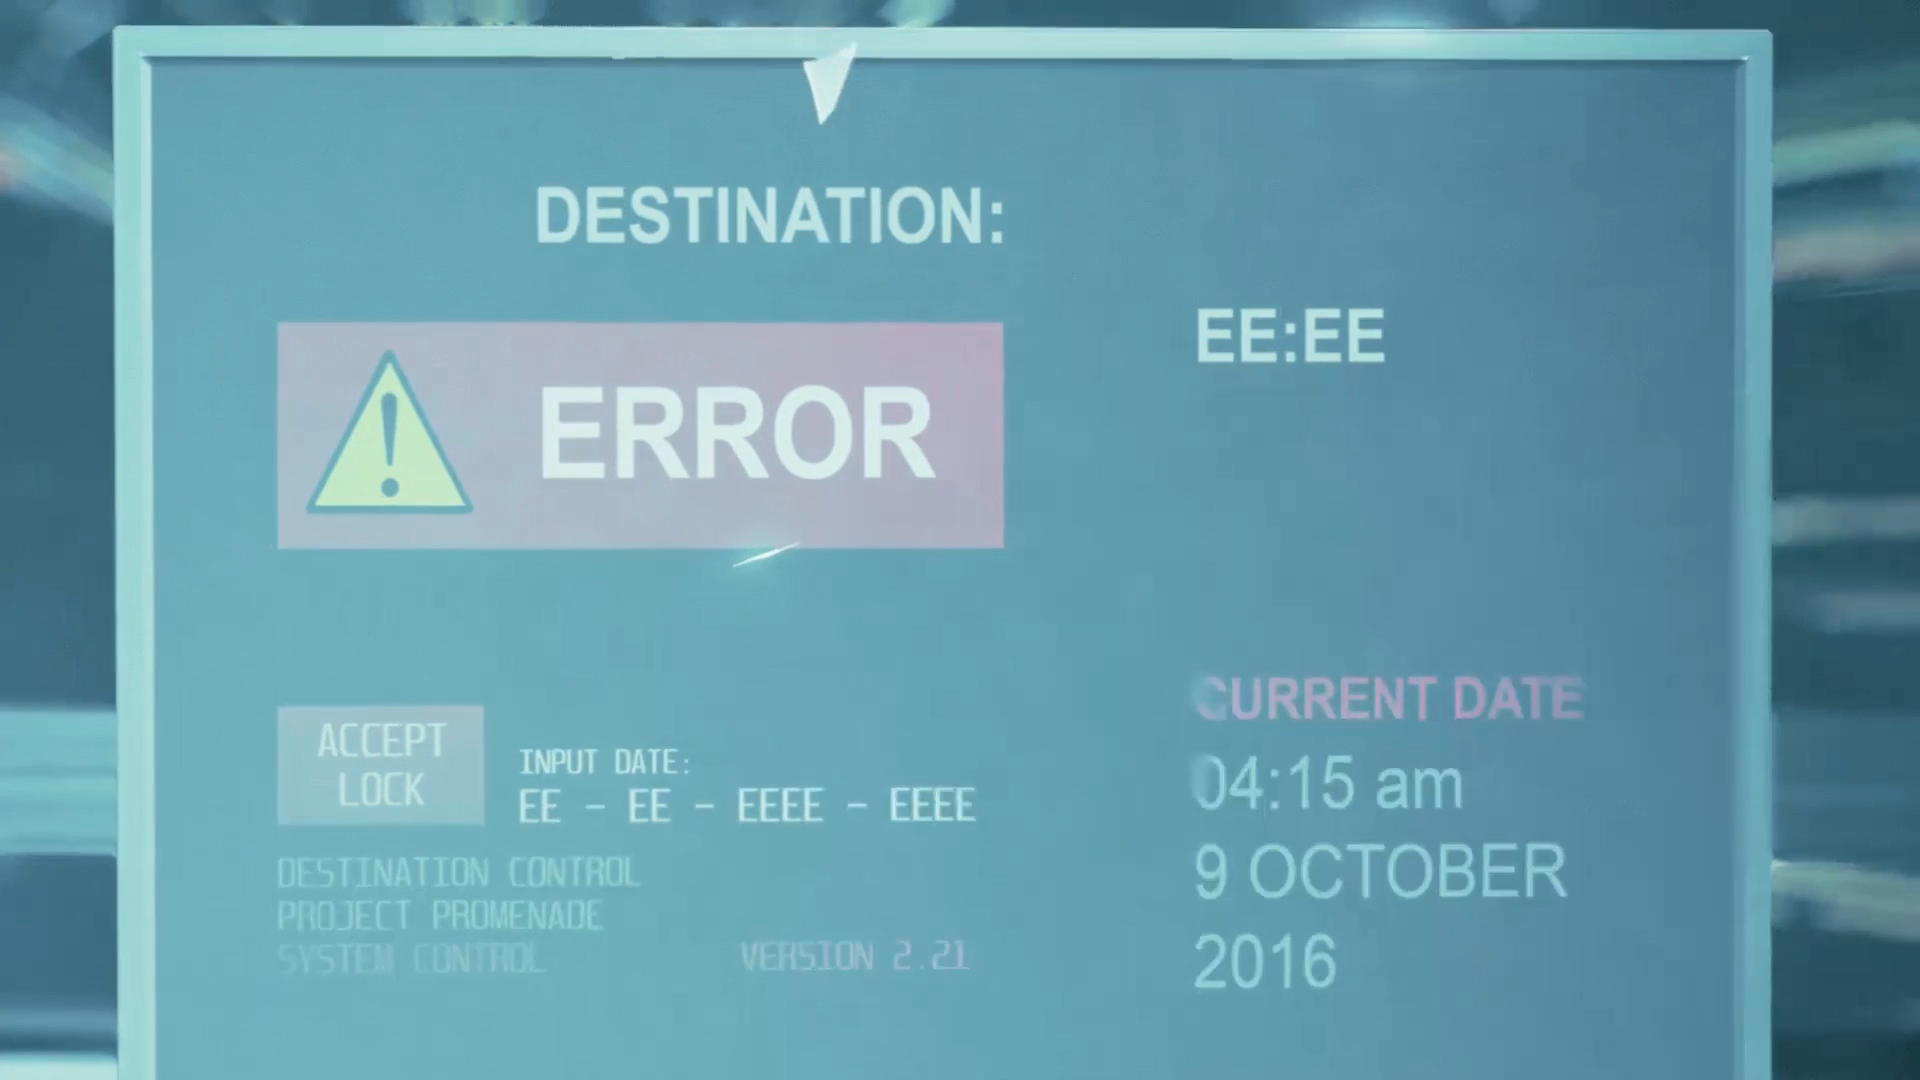 DESTINATION:
ERROR
EE:EE
ACCEPT
LOCK
INPUT DATE:
EE - EE - EEEE - EEEE
DESTINATION CONTROL
PROJECT PROMENADE
SYSTEM CONTROL
VERSION 2.21
CURRENT DATE
04:15 am
9 OCTOBER
2016